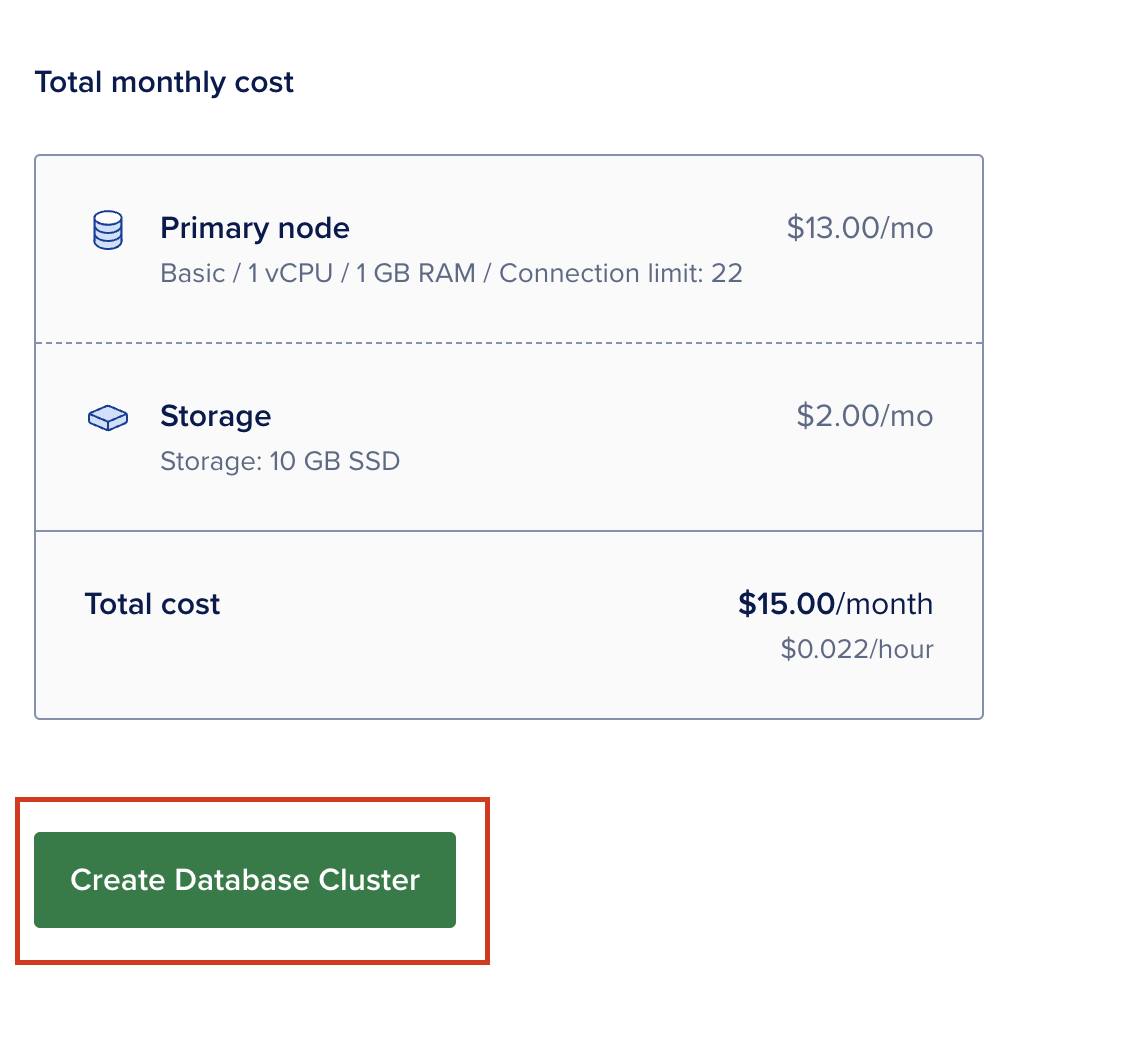 Total monthly cost
Primary node $13.00/mo
Basic / 1 vCPU / 1 GB RAM / Connection limit: 22
Storage $2.00/mo
Storage: 10 GB SSD
Total cost $15.00/month
$0.022/hour
Create Database Cluster